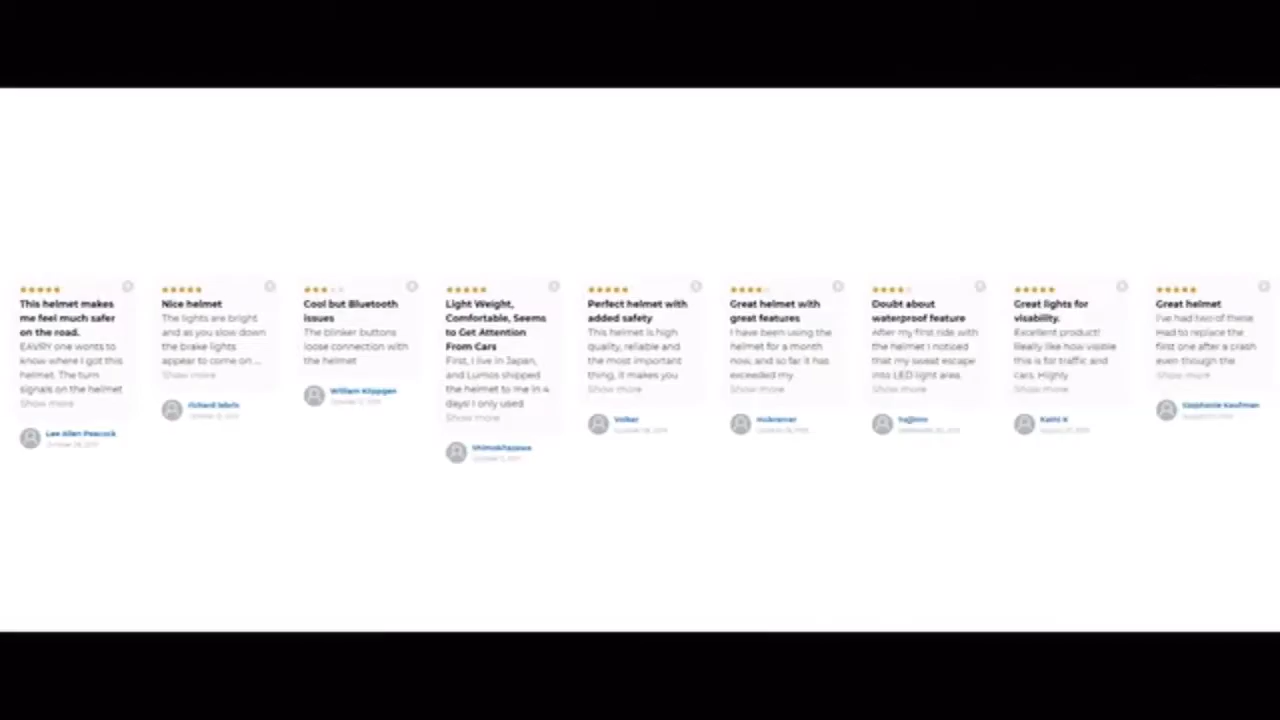 This helmet makes
me feel much safer
on the road.
EAVRY one wants to
know where I got this
helmet. The turn
signals on the helmet
Show more
Lee Allen Peacock
Nice helmet
The lights are bright
and as you slow down
the brake lights
appear to come on ...
Show more
Cool but Bluetooth
issues
The blinker buttons
loose connection with
the helmet
William Klippgen
Light Weight,
Comfortable, Seems
to Get Attention
From Cars
First, I live in Japan,
and Lumos shipped
the helmet to me in 4
days! I only used
Show more
Perfect helmet with
added safety
This helmet is high
quality, reliable and
the most important
thing, it makes you
Show more
Volker
Great helmet with
great features
I have been using the
helmet for a month
now, and so far it has
exceeded my
Show more
Doubt about
waterproof feature
After my first ride with
the helmet I noticed
that my sweat escape
into LED light area.
Show more
Great lights for
visability.
Excellent product!
Really like how visible
this is for traffic and
cars. Highly
Show more
Kathi K
Great helmet
I've had two of these
Had to replace the
first one after a crash
even though the
Show more
Stephanie Kaufman